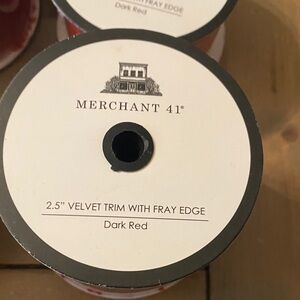 FRAY EDGE
Dark Red
MERCHANT 41®
2.5" VELVET TRIM WITH FRAY EDGE
Dark Red